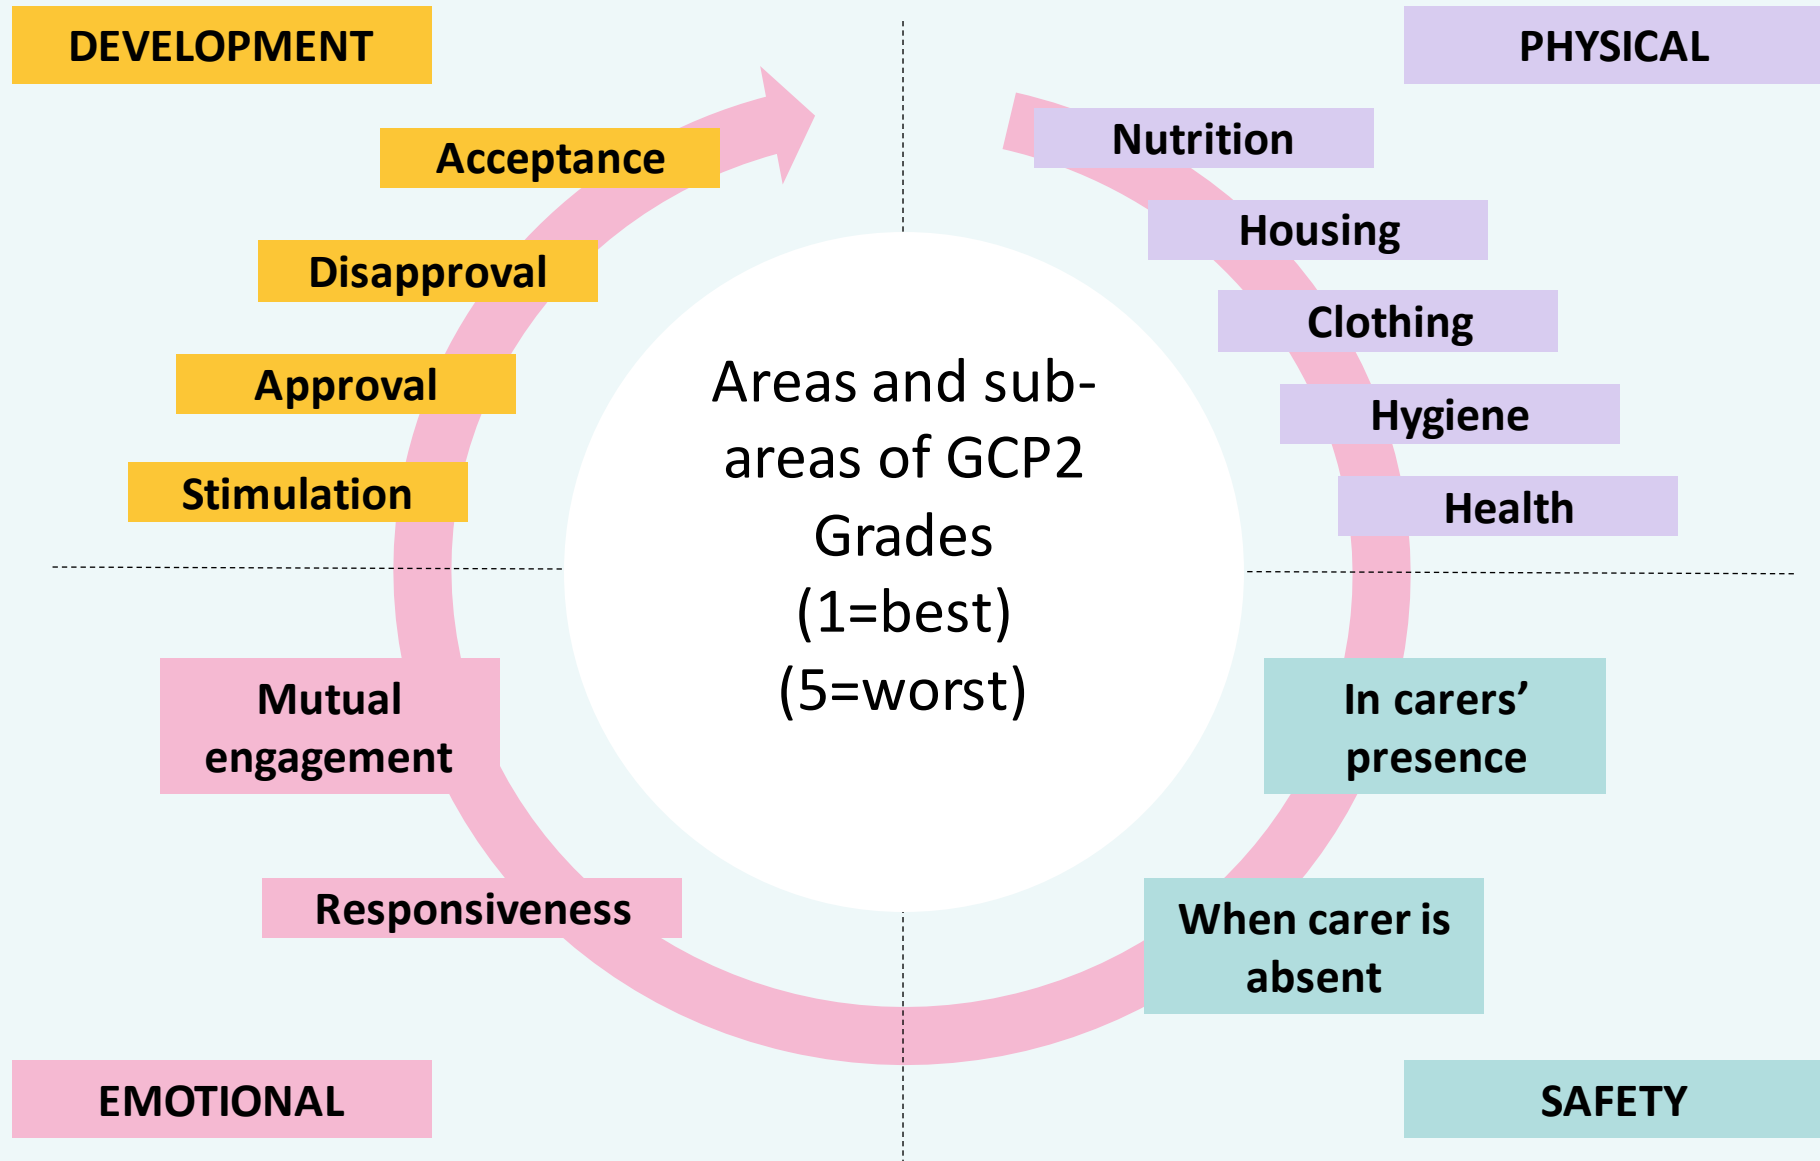 DEVELOPMENT
PHYSICAL
Acceptance
Disapproval
Approval
Stimulation
Nutrition
Housing
Clothing
Hygiene
Health
Areas and sub-
areas of GCP2
Grades
(1=best)
(5=worst)
Mutual
engagement
Responsiveness
In carers’
presence
When carer is
absent
EMOTIONAL
SAFETY